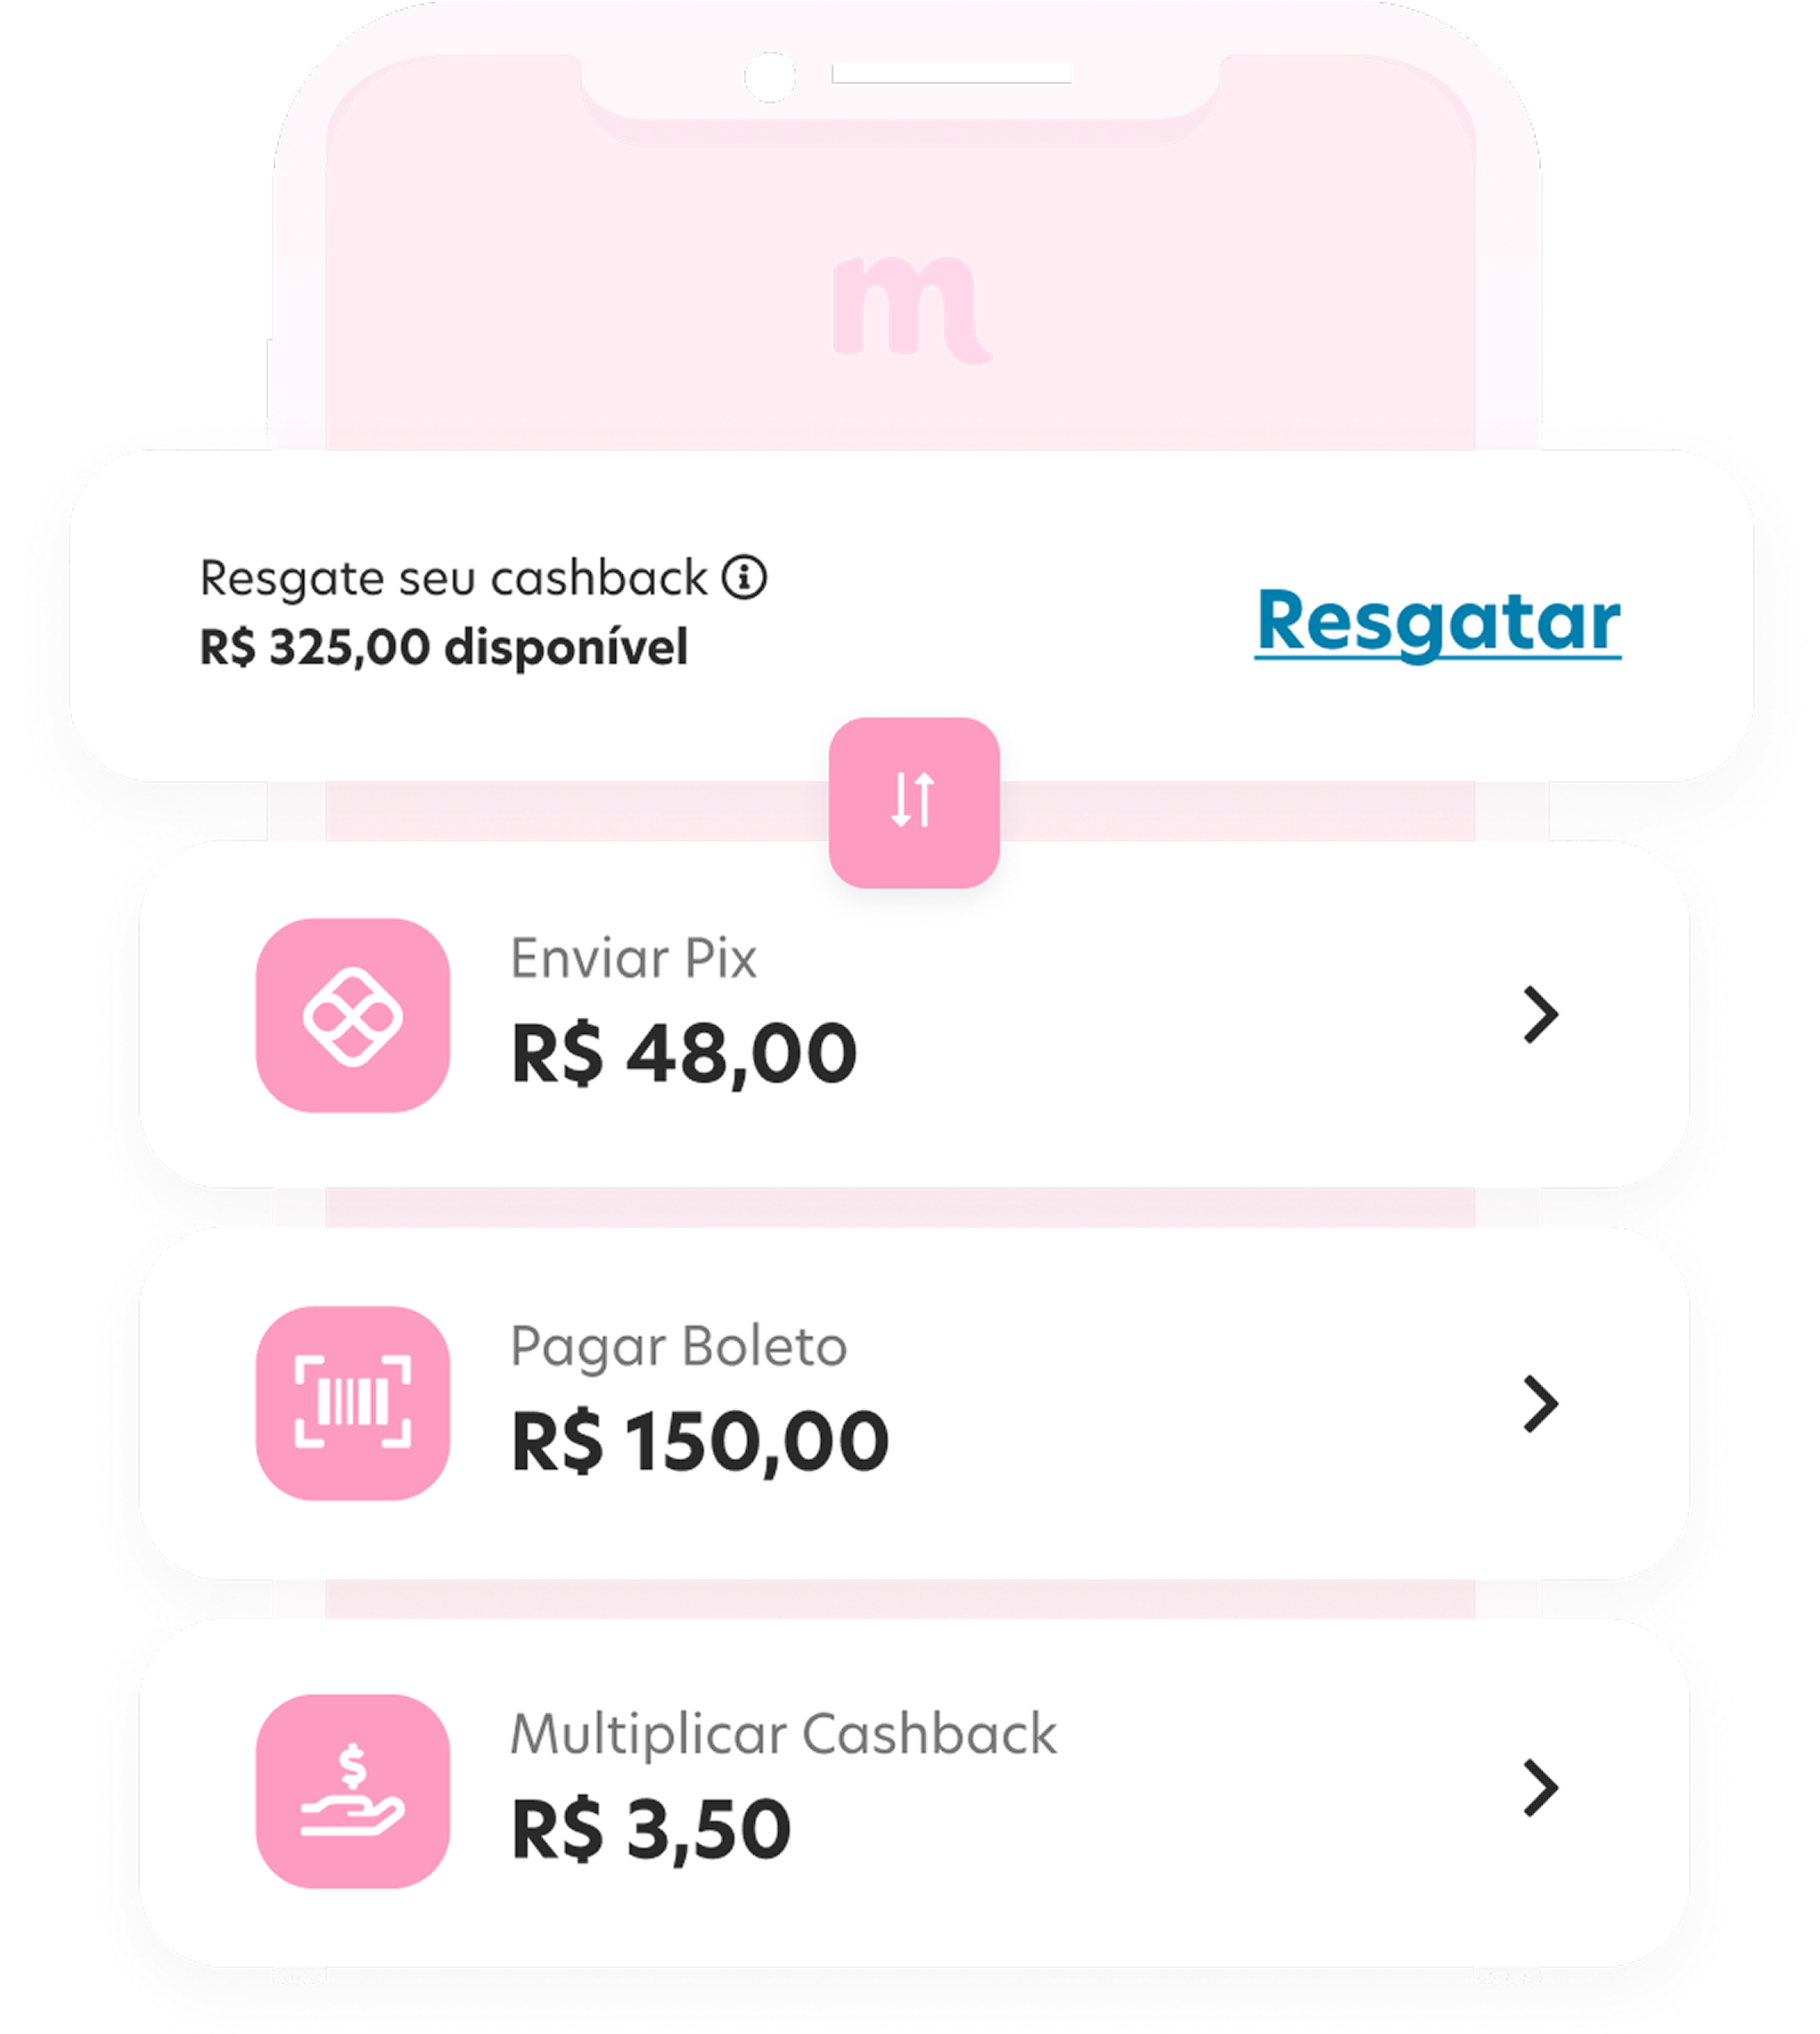 m
Resgate seu cashback
R$ 325,00 disponível
Resgatar
Enviar Pix
R$ 48,00
Pagar Boleto
R$ 150,00
Multiplicar Cashback
R$ 3,50